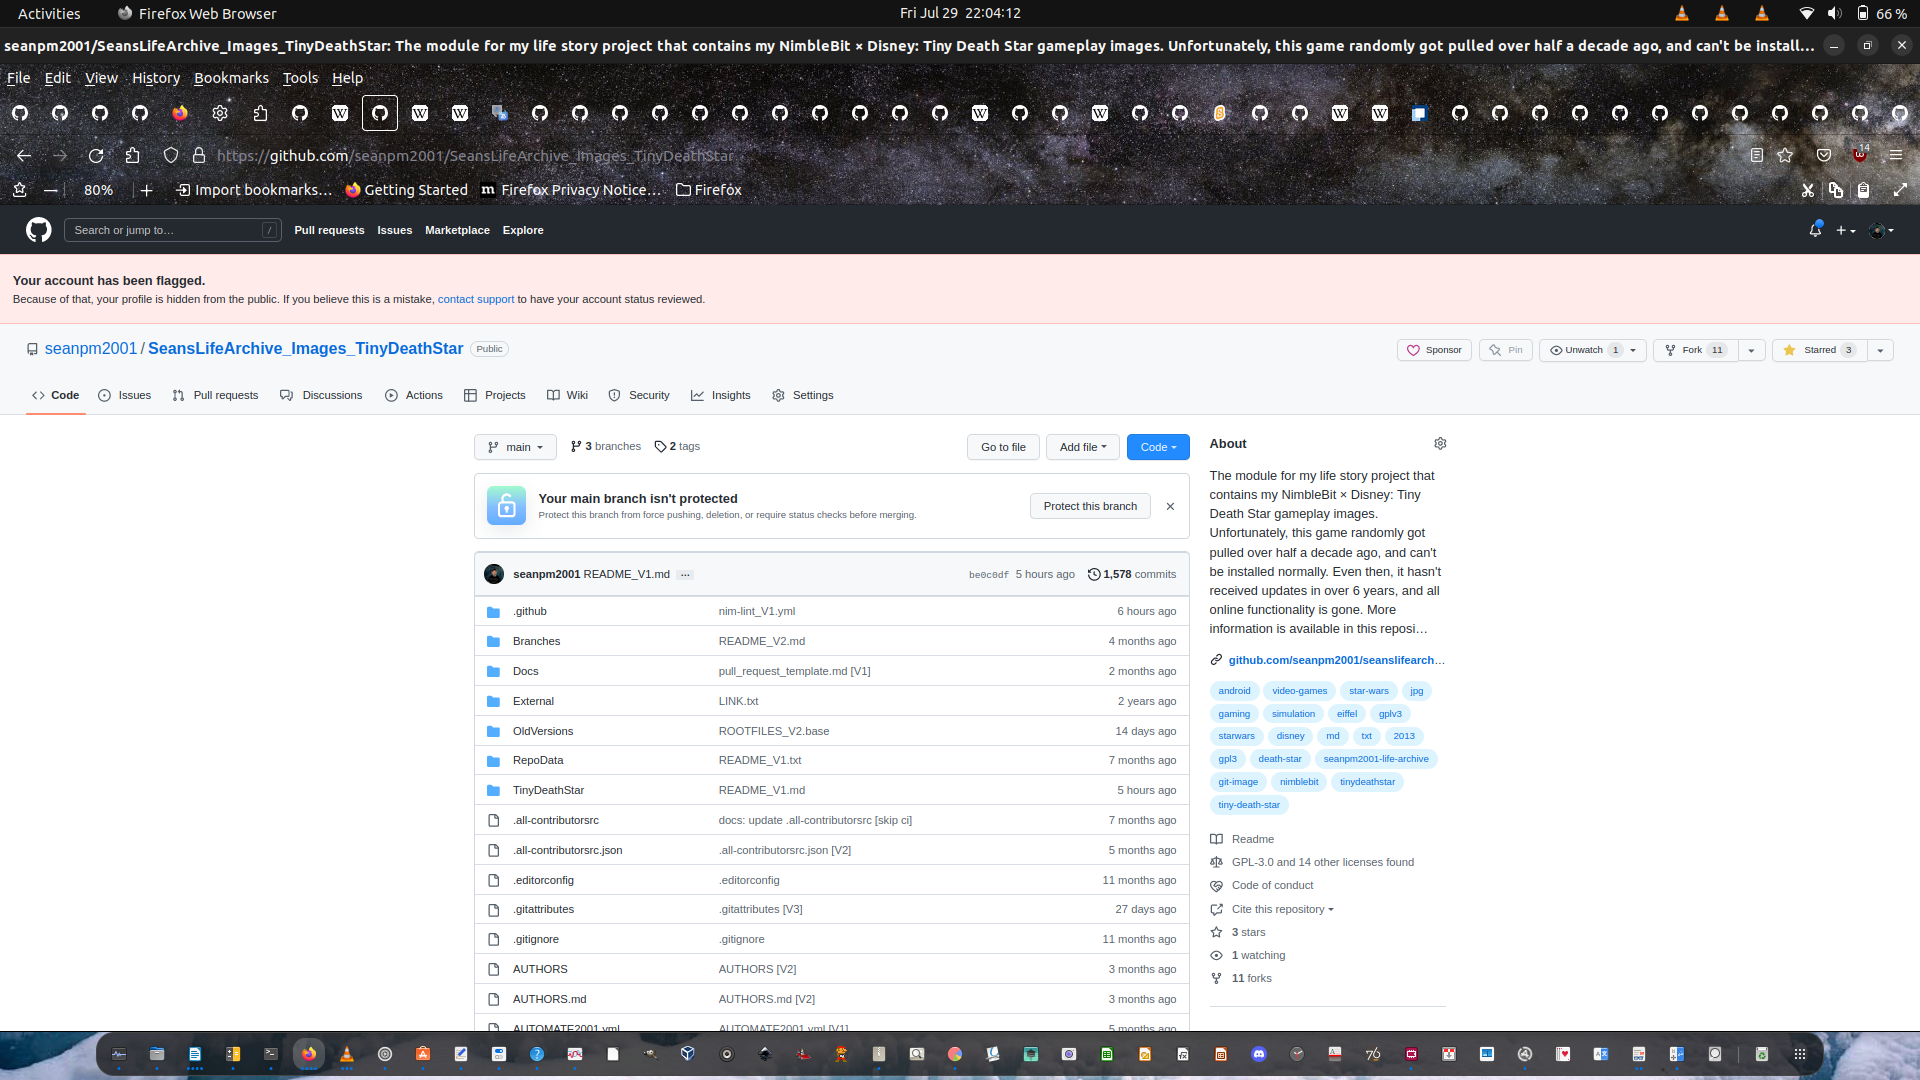 Activities Firefox Web Browser Fri Jul 29 22:04:12 66 %
seanpm2001/SeansLifeArchive_Images_TinyDeathStar: The module for my life story project that contains my NimbleBit × Disney: Tiny Death Star gameplay images. Unfortunately, this game randomly got pulled over half a decade ago, and can't be install…
File Edit View History Bookmarks Tools Help
https://github.com/seanpm2001/SeansLifeArchive_Images_TinyDeathStar 14
80% Import bookmarks… Getting Started Firefox Privacy Notice… Firefox
Search or jump to… / Pull requests Issues Marketplace Explore
Your account has been flagged.
Because of that, your profile is hidden from the public. If you believe this is a mistake, contact support to have your account status reviewed.
seanpm2001 / SeansLifeArchive_Images_TinyDeathStar Public Sponsor Pin Unwatch 1 Fork 11 Starred 3
Code Issues Pull requests Discussions Actions Projects Wiki Security Insights Settings
main 3 branches 2 tags Go to file Add file Code
Your main branch isn't protected
Protect this branch from force pushing, deletion, or require status checks before merging.
Protect this branch
seanpm2001 README_V1.md … be0c0df 5 hours ago 1,578 commits
.github nim-lint_V1.yml 6 hours ago
Branches README_V2.md 4 months ago
Docs pull_request_template.md [V1] 2 months ago
External LINK.txt 2 years ago
OldVersions ROOTFILES_V2.base 14 days ago
RepoData README_V1.txt 7 months ago
TinyDeathStar README_V1.md 5 hours ago
.all-contributorsrc docs: update .all-contributorsrc [skip ci] 7 months ago
.all-contributorsrc.json .all-contributorsrc.json [V2] 5 months ago
.editorconfig .editorconfig 11 months ago
.gitattributes .gitattributes [V3] 27 days ago
.gitignore .gitignore 11 months ago
AUTHORS AUTHORS [V2] 3 months ago
AUTHORS.md AUTHORS.md [V2] 3 months ago
AUTOMATE2001.yml AUTOMATE2001.yml [V1] 5 months ago
About
The module for my life story project that
contains my NimbleBit × Disney: Tiny
Death Star gameplay images.
Unfortunately, this game randomly got
pulled over half a decade ago, and can't
be installed normally. Even then, it hasn't
received updates in over 6 years, and all
online functionality is gone. More
information is available in this reposi…
github.com/seanpm2001/seanslifearch…
android video-games star-wars jpg
gaming simulation eiffel gplv3
starwars disney md txt 2013
gpl3 death-star seanpm2001-life-archive
git-image nimblebit tinydeathstar
tiny-death-star
Readme
GPL-3.0 and 14 other licenses found
Code of conduct
Cite this repository
3 stars
1 watching
11 forks